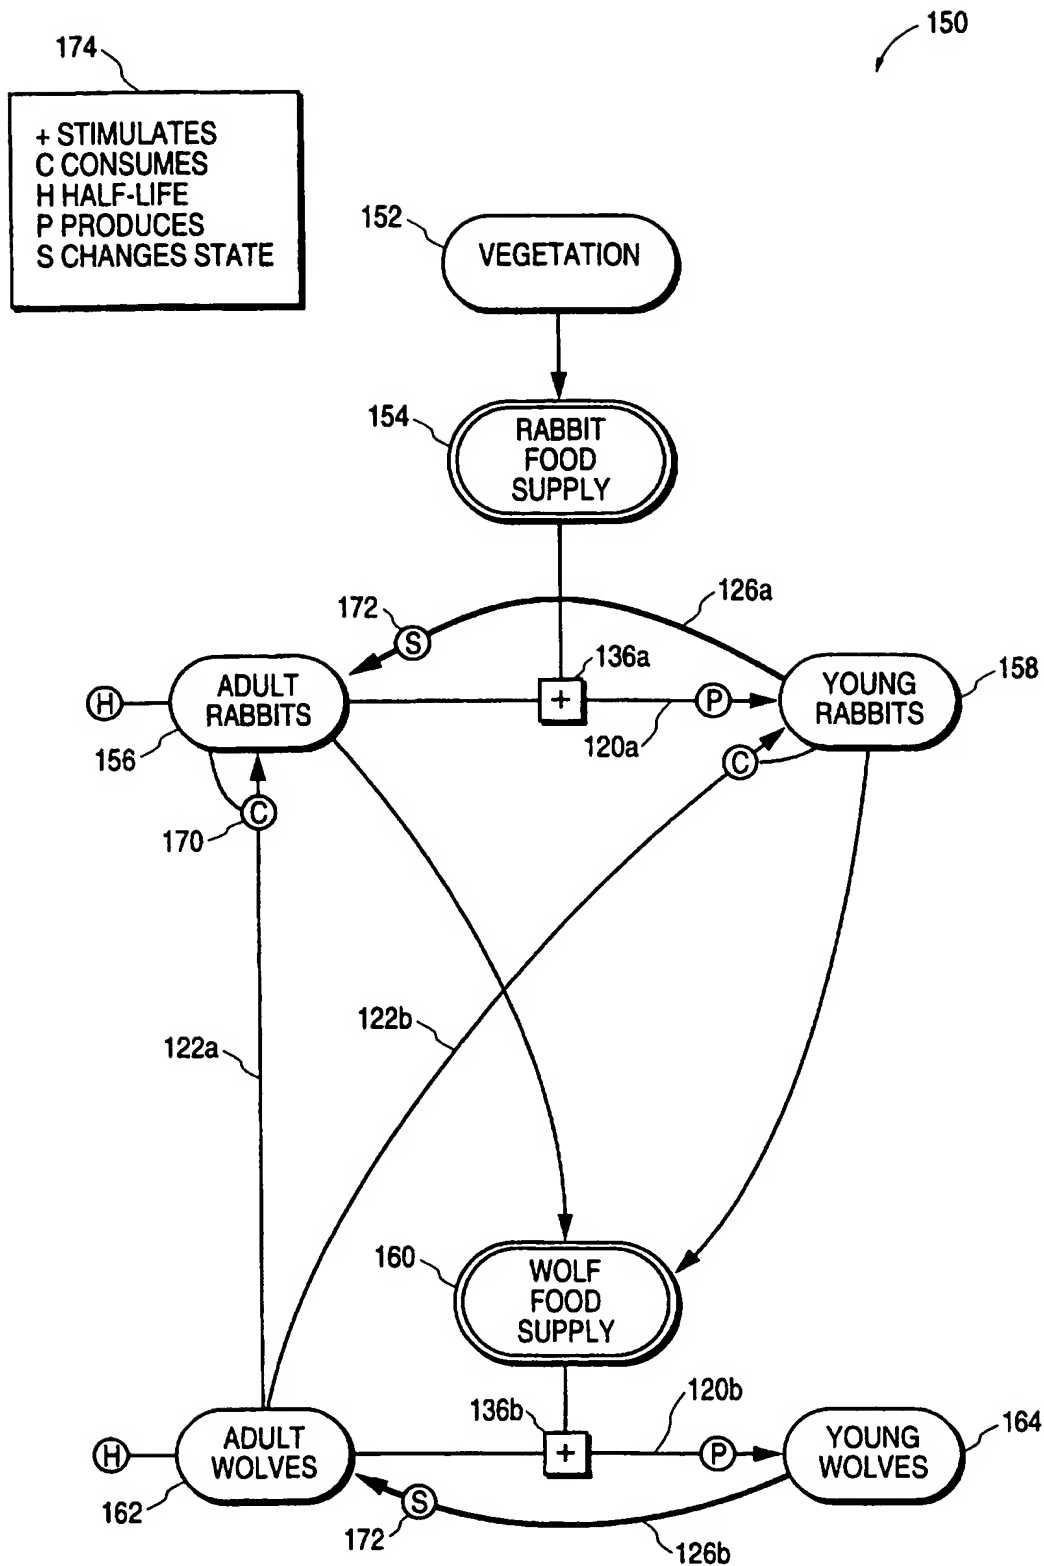 150
174
+ STIMULATES
C CONSUMES
H HALF-LIFE
P PRODUCES
S CHANGES STATE
152
VEGETATION
154
RABBIT
FOOD
SUPPLY
126a
172
S
136a
158
H
ADULT
RABBITS
+
P
YOUNG
RABBITS
156
120a
C
C
170
122a
122b
160
WOLF
FOOD
SUPPLY
136b
120b
164
H
ADULT
WOLVES
+
P
YOUNG
WOLVES
162
S
172
126b